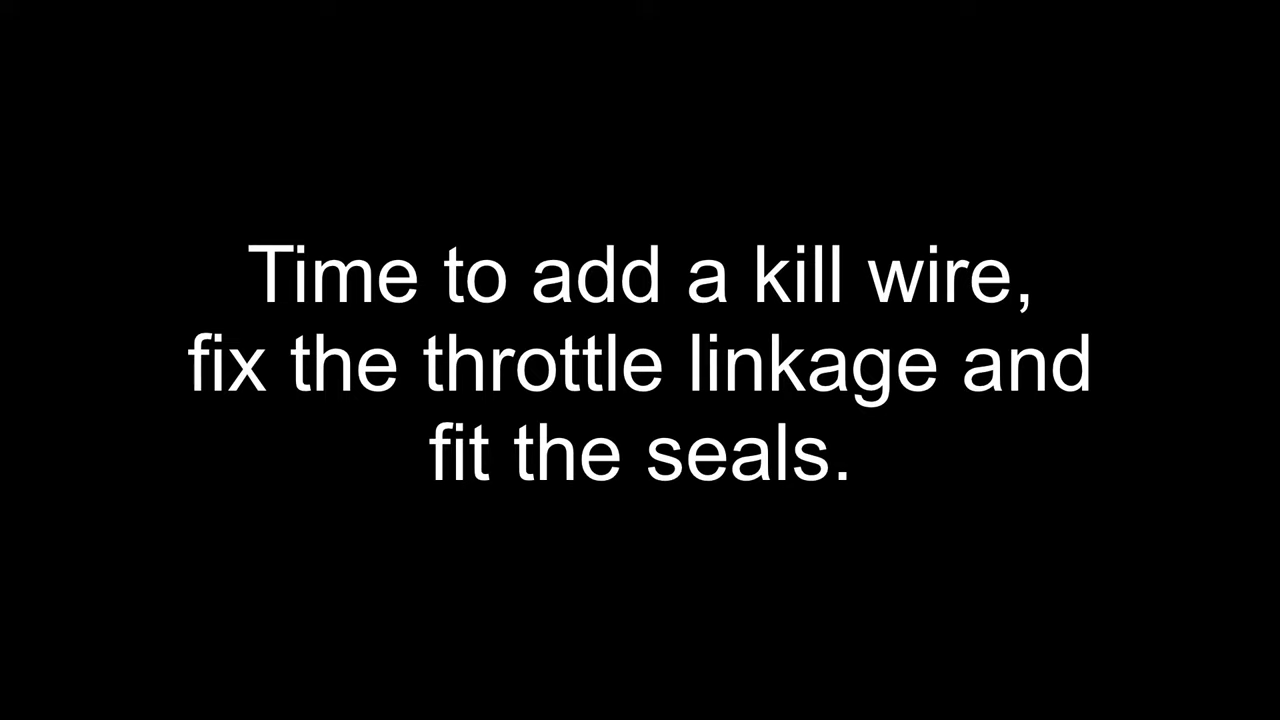 Time to add a kill wire,
fix the throttle linkage and
fit the seals.